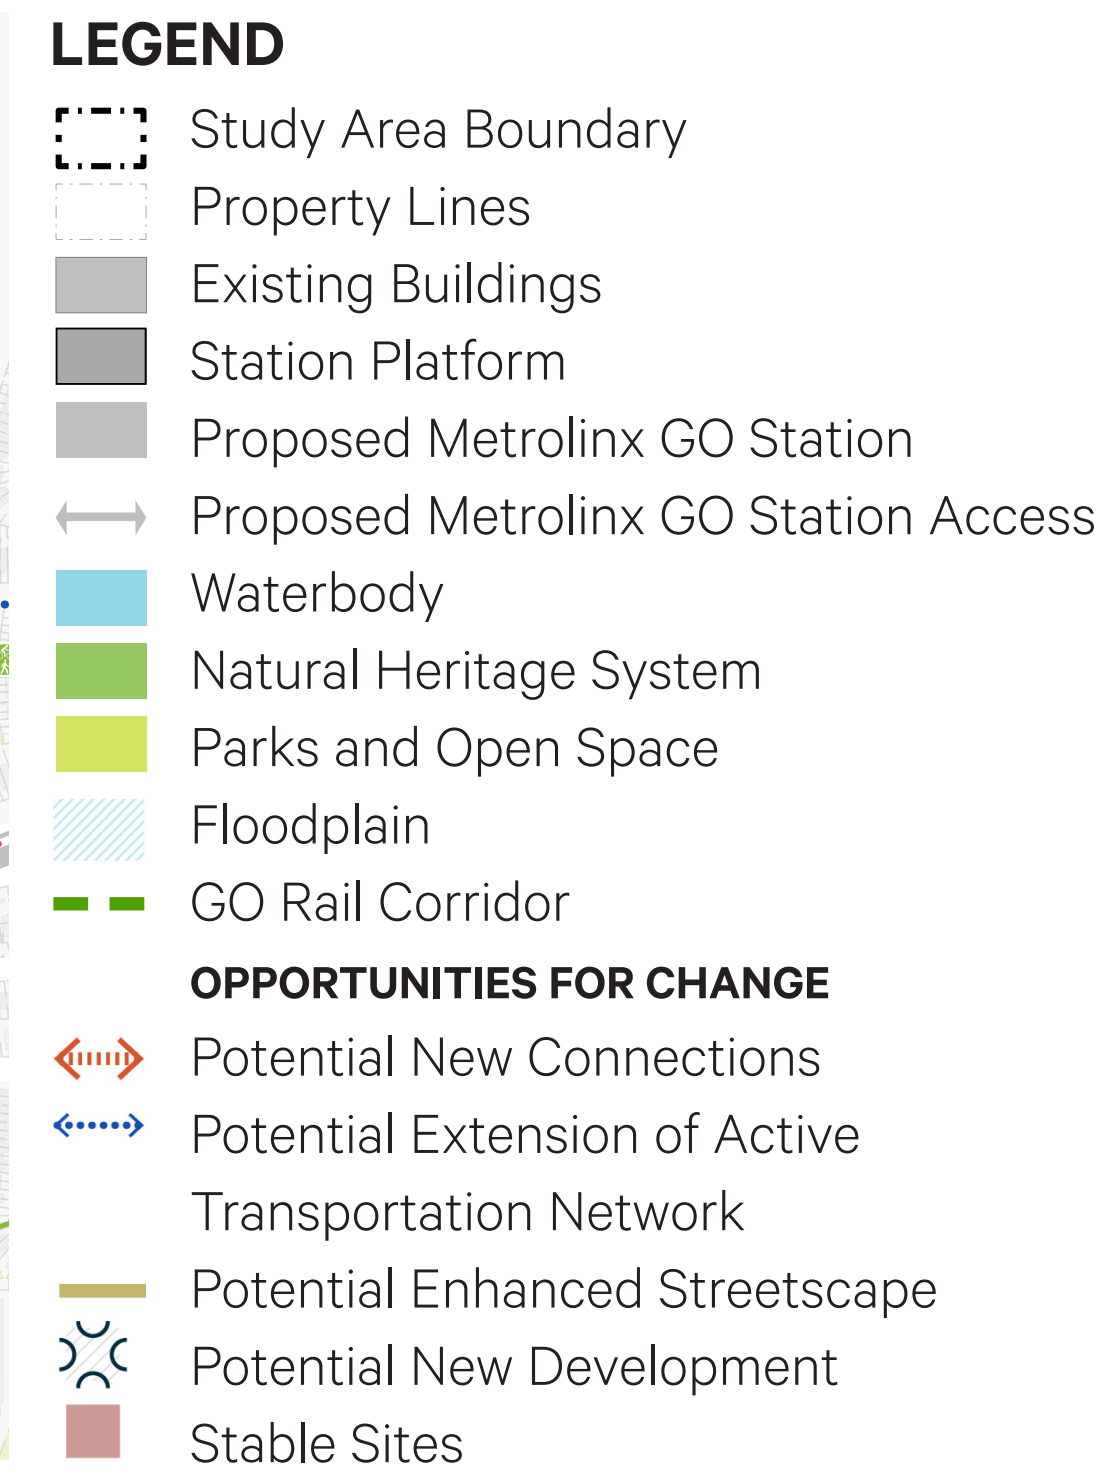 LEGEND
Study Area Boundary
Property Lines
Existing Buildings
Station Platform
Proposed Metrolinx GO Station
Proposed Metrolinx GO Station Access
Waterbody
Natural Heritage System
Parks and Open Space
Floodplain
GO Rail Corridor
OPPORTUNITIES FOR CHANGE
Potential New Connections
Potential Extension of Active
Transportation Network
Potential Enhanced Streetscape
Potential New Development
Stable Sites